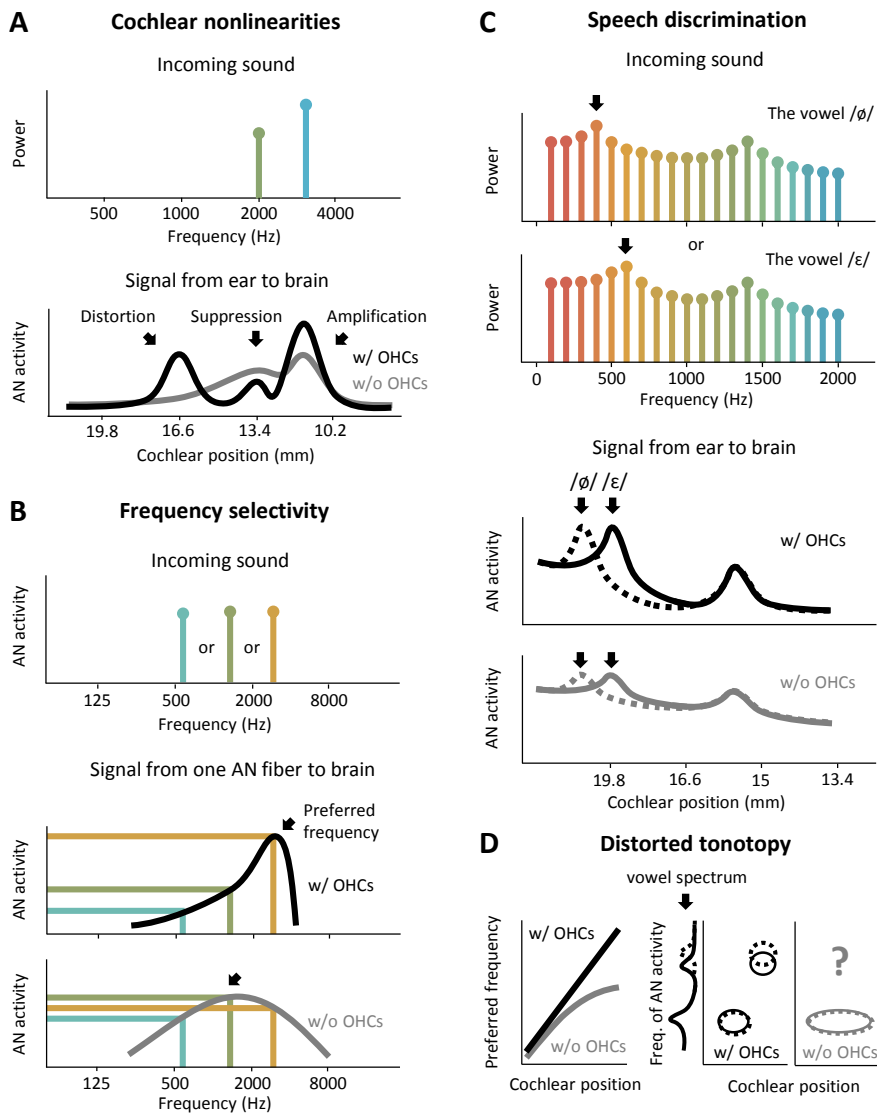 A
Cochlear nonlinearities
Incoming sound
Power
500 1000 2000 4000
Frequency (Hz)
Signal from ear to brain
Distortion Suppression Amplification
w/ OHCs
w/o OHCs
AN activity
19.8 16.6 13.4 10.2
Cochlear position (mm)
B
Frequency selectivity
Incoming sound
AN activity
or or
125 500 2000 8000
Frequency (Hz)
Signal from one AN fiber to brain
Preferred
frequency
w/ OHCs
AN activity
w/o OHCs
AN activity
125 500 2000 8000
Frequency (Hz)
C
Speech discrimination
Incoming sound
The vowel /ø/
Power
or
The vowel /ε/
Power
0 500 1000 1500 2000
Frequency (Hz)
Signal from ear to brain
/ø/ /ε/
w/ OHCs
AN activity
w/o OHCs
AN activity
19.8 16.6 15 13.4
Cochlear position (mm)
D
Distorted tonotopy
vowel spectrum
w/ OHCs
w/o OHCs
Preferred frequency
Cochlear position
Freq. of AN activity
w/ OHCs
?
w/o OHCs
Cochlear position